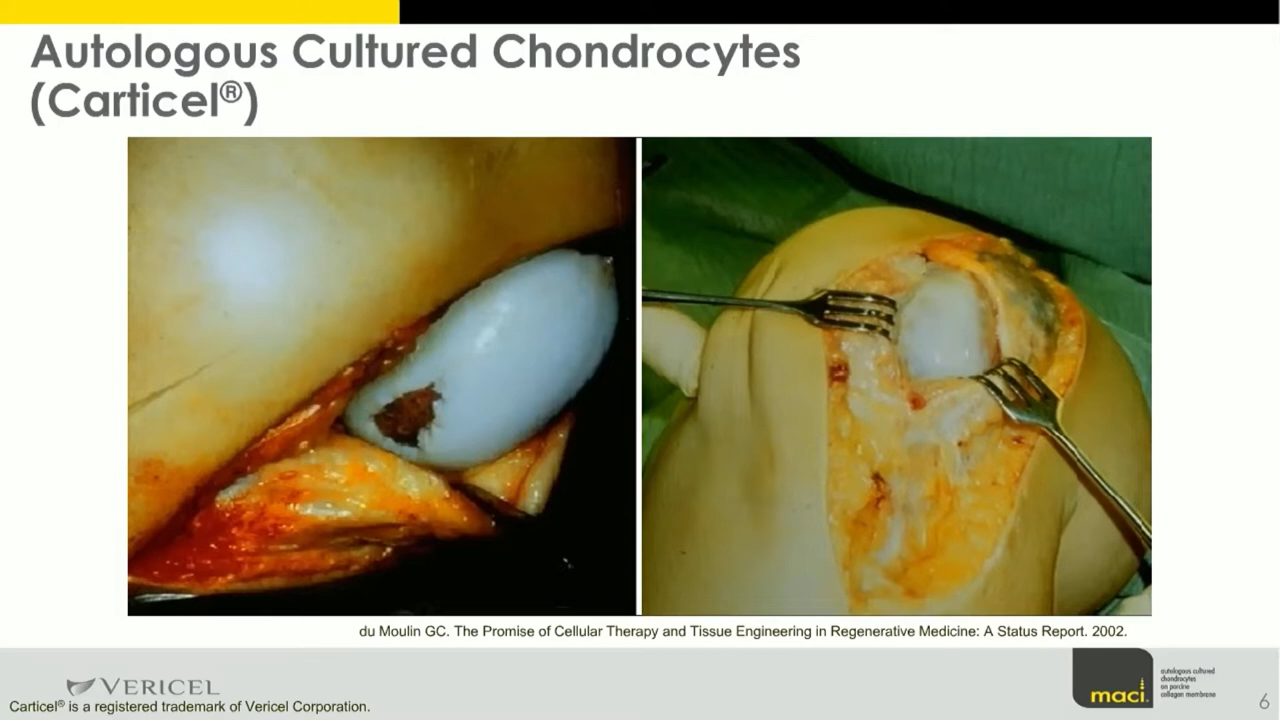 Autologous Cultured Chondrocytes
(Carticel®)
du Moulin GC. The Promise of Cellular Therapy and Tissue Engineering in Regenerative Medicine: A Status Report. 2002.
VERICEL
Carticel® is a registered trademark of Vericel Corporation.
maci.
autologous cultured
chondrocytes
on porcine
collagen membrane
6